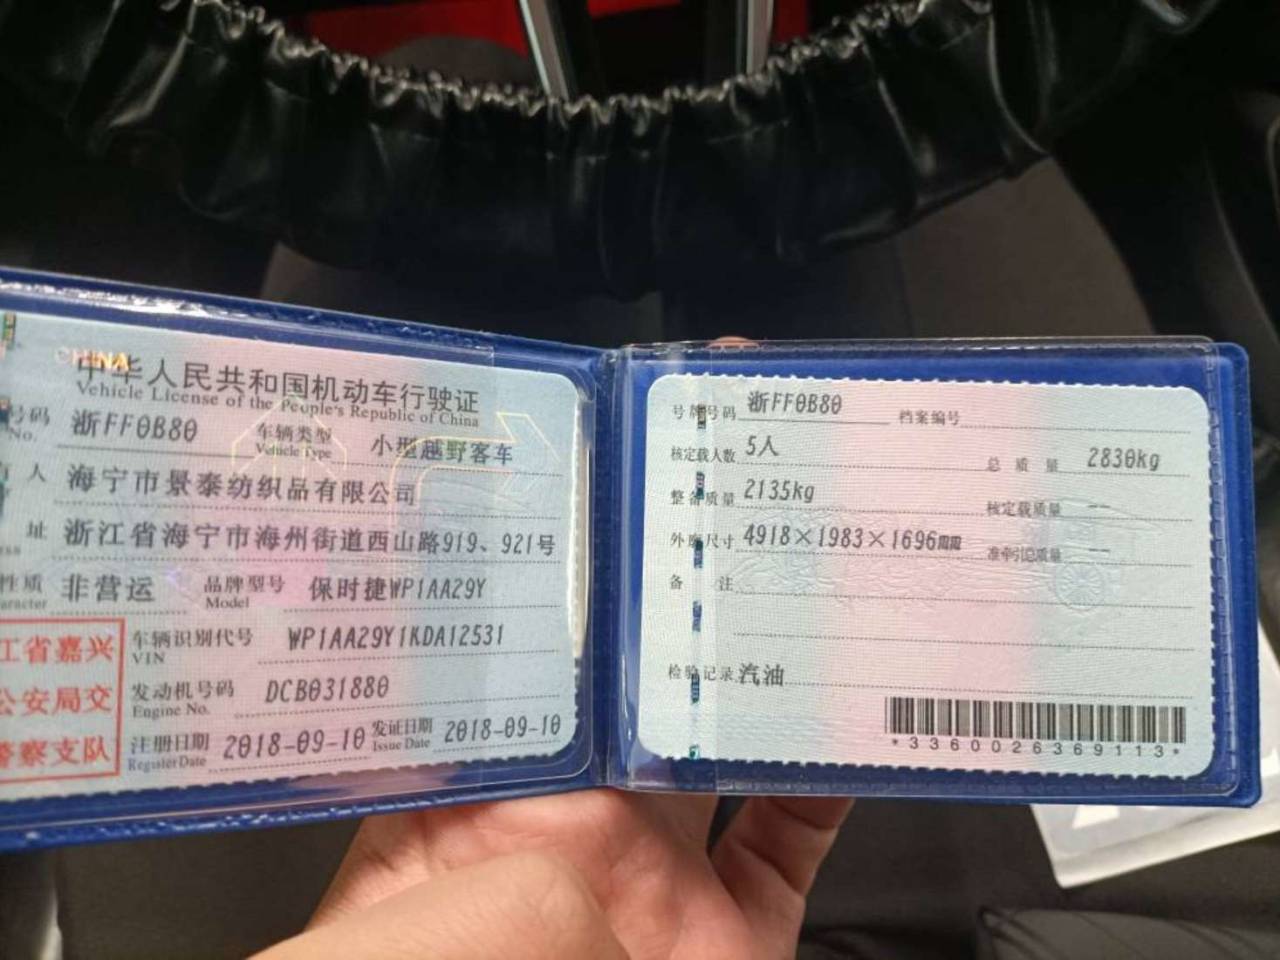 CHINA
中华人民共和国机动车行驶证
Vehicle License of the People's Republic of China
号码 浙FF0B80 车辆类型 小型越野客车
No. Vehicle Type
人 海宁市景泰纺织品有限公司
址 浙江省海宁市海州街道西山路919、921号
性质 非营运 品牌型号 保时捷WP1AA29Y
Model
车辆识别代号 WP1AA29Y1KDA12531
VIN
发动机号码 DCB031880
Engine No.
注册日期 2018-09-10 发证日期 2018-09-10
Register Date Issue Date
江省嘉兴
公安局交
警察支队
号牌号码 浙FF0B80 档案编号
核定载人数 5人 总质量 2830kg
整备质量 2135kg 核定载质量 --
外廓尺寸 4918×1983×1696 准牵引总质量 --
备注
检验记录 汽油
*3360026369113*